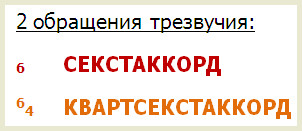 2 обращения трезвучия:
6 СЕКСТАККОРД
6 4 КВАРТСЕКСТАККОРД